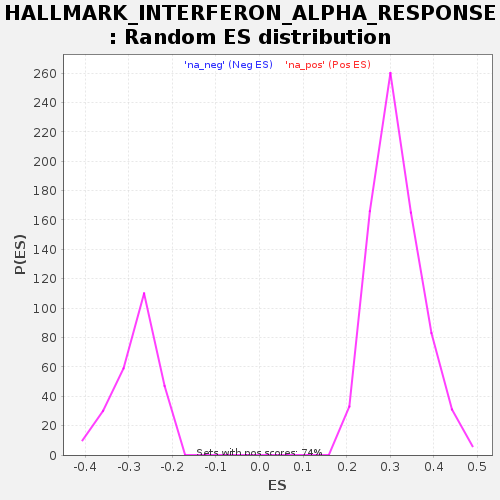 HALLMARK_INTERFERON_ALPHA_RESPONSE
: Random ES distribution
'na_neg' (Neg ES) 'na_pos' (Pos ES)
260
240
220
200
180
160
140
120
100
80
60
40
20
0
P(ES)
Sets with pos scores: 74%
-0.4 -0.3 -0.2 -0.1 0.0 0.1 0.2 0.3 0.4 0.5
ES